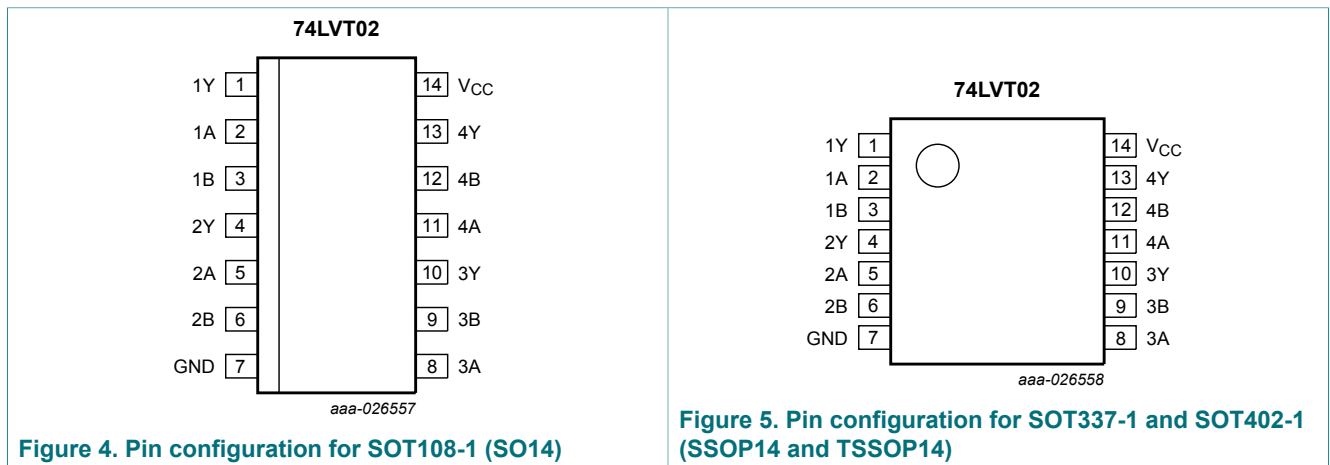 74LVT02
1Y 1 14 VCC
1A 2 13 4Y
1B 3 12 4B
2Y 4 11 4A
2A 5 10 3Y
2B 6 9 3B
GND 7 8 3A
aaa-026557
Figure 4. Pin configuration for SOT108-1 (SO14)
74LVT02
1Y 1 14 VCC
1A 2 13 4Y
1B 3 12 4B
2Y 4 11 4A
2A 5 10 3Y
2B 6 9 3B
GND 7 8 3A
aaa-026558
Figure 5. Pin configuration for SOT337-1 and SOT402-1
(SSOP14 and TSSOP14)